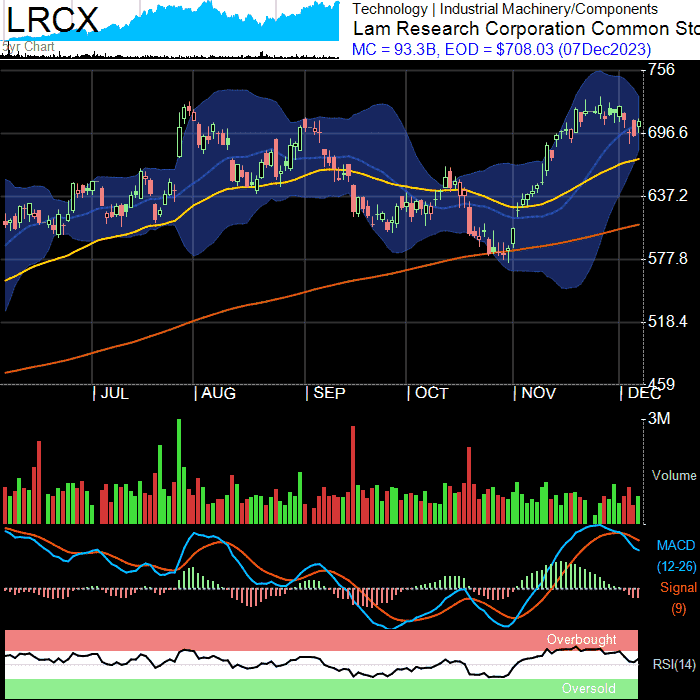 LRCX
5yr Chart
Technology | Industrial Machinery/Components
Lam Research Corporation Common Sto
MC = 93.3B, EOD = $708.03 (07Dec2023)
756
696.6
637.2
577.8
518.4
459
| JUL
| AUG
| SEP
| OCT
| NOV
| DEC
3M
Volume
MACD
(12-26)
Signal
(9)
Overbought
RSI(14)
Oversold